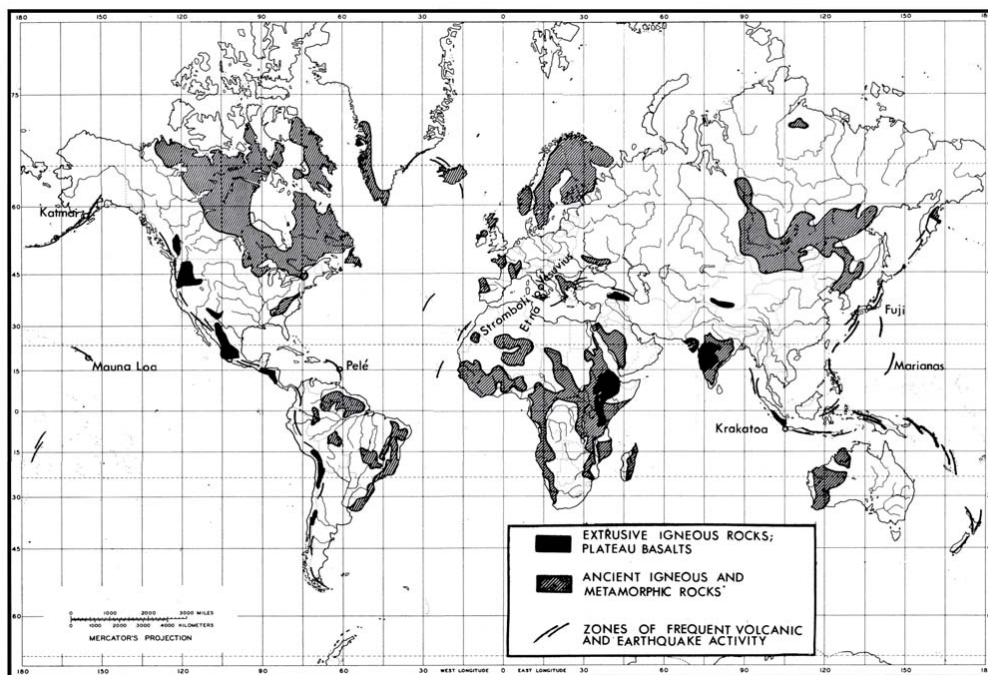 180 150 120 90 60 30 0 30 60 90 120 150 180
75
60
45
30
15
0
15
30
45
60
Katmai
Mauna Loa
Pelé
Stromboli
Vesuvius
Etna
Fuji
Marianas
Krakatoa
EXTRUSIVE IGNEOUS ROCKS;
PLATEAU BASALTS
ANCIENT IGNEOUS AND
METAMORPHIC ROCKS
ZONES OF FREQUENT VOLCANIC
AND EARTHQUAKE ACTIVITY
0 1000 2000 3000 MILES
0 1000 2000 3000 4000 KILOMETERS
MERCATOR'S PROJECTION
180 150 120 90 60 30 WEST LONGITUDE 0 EAST LONGITUDE 30 60 90 120 150 180